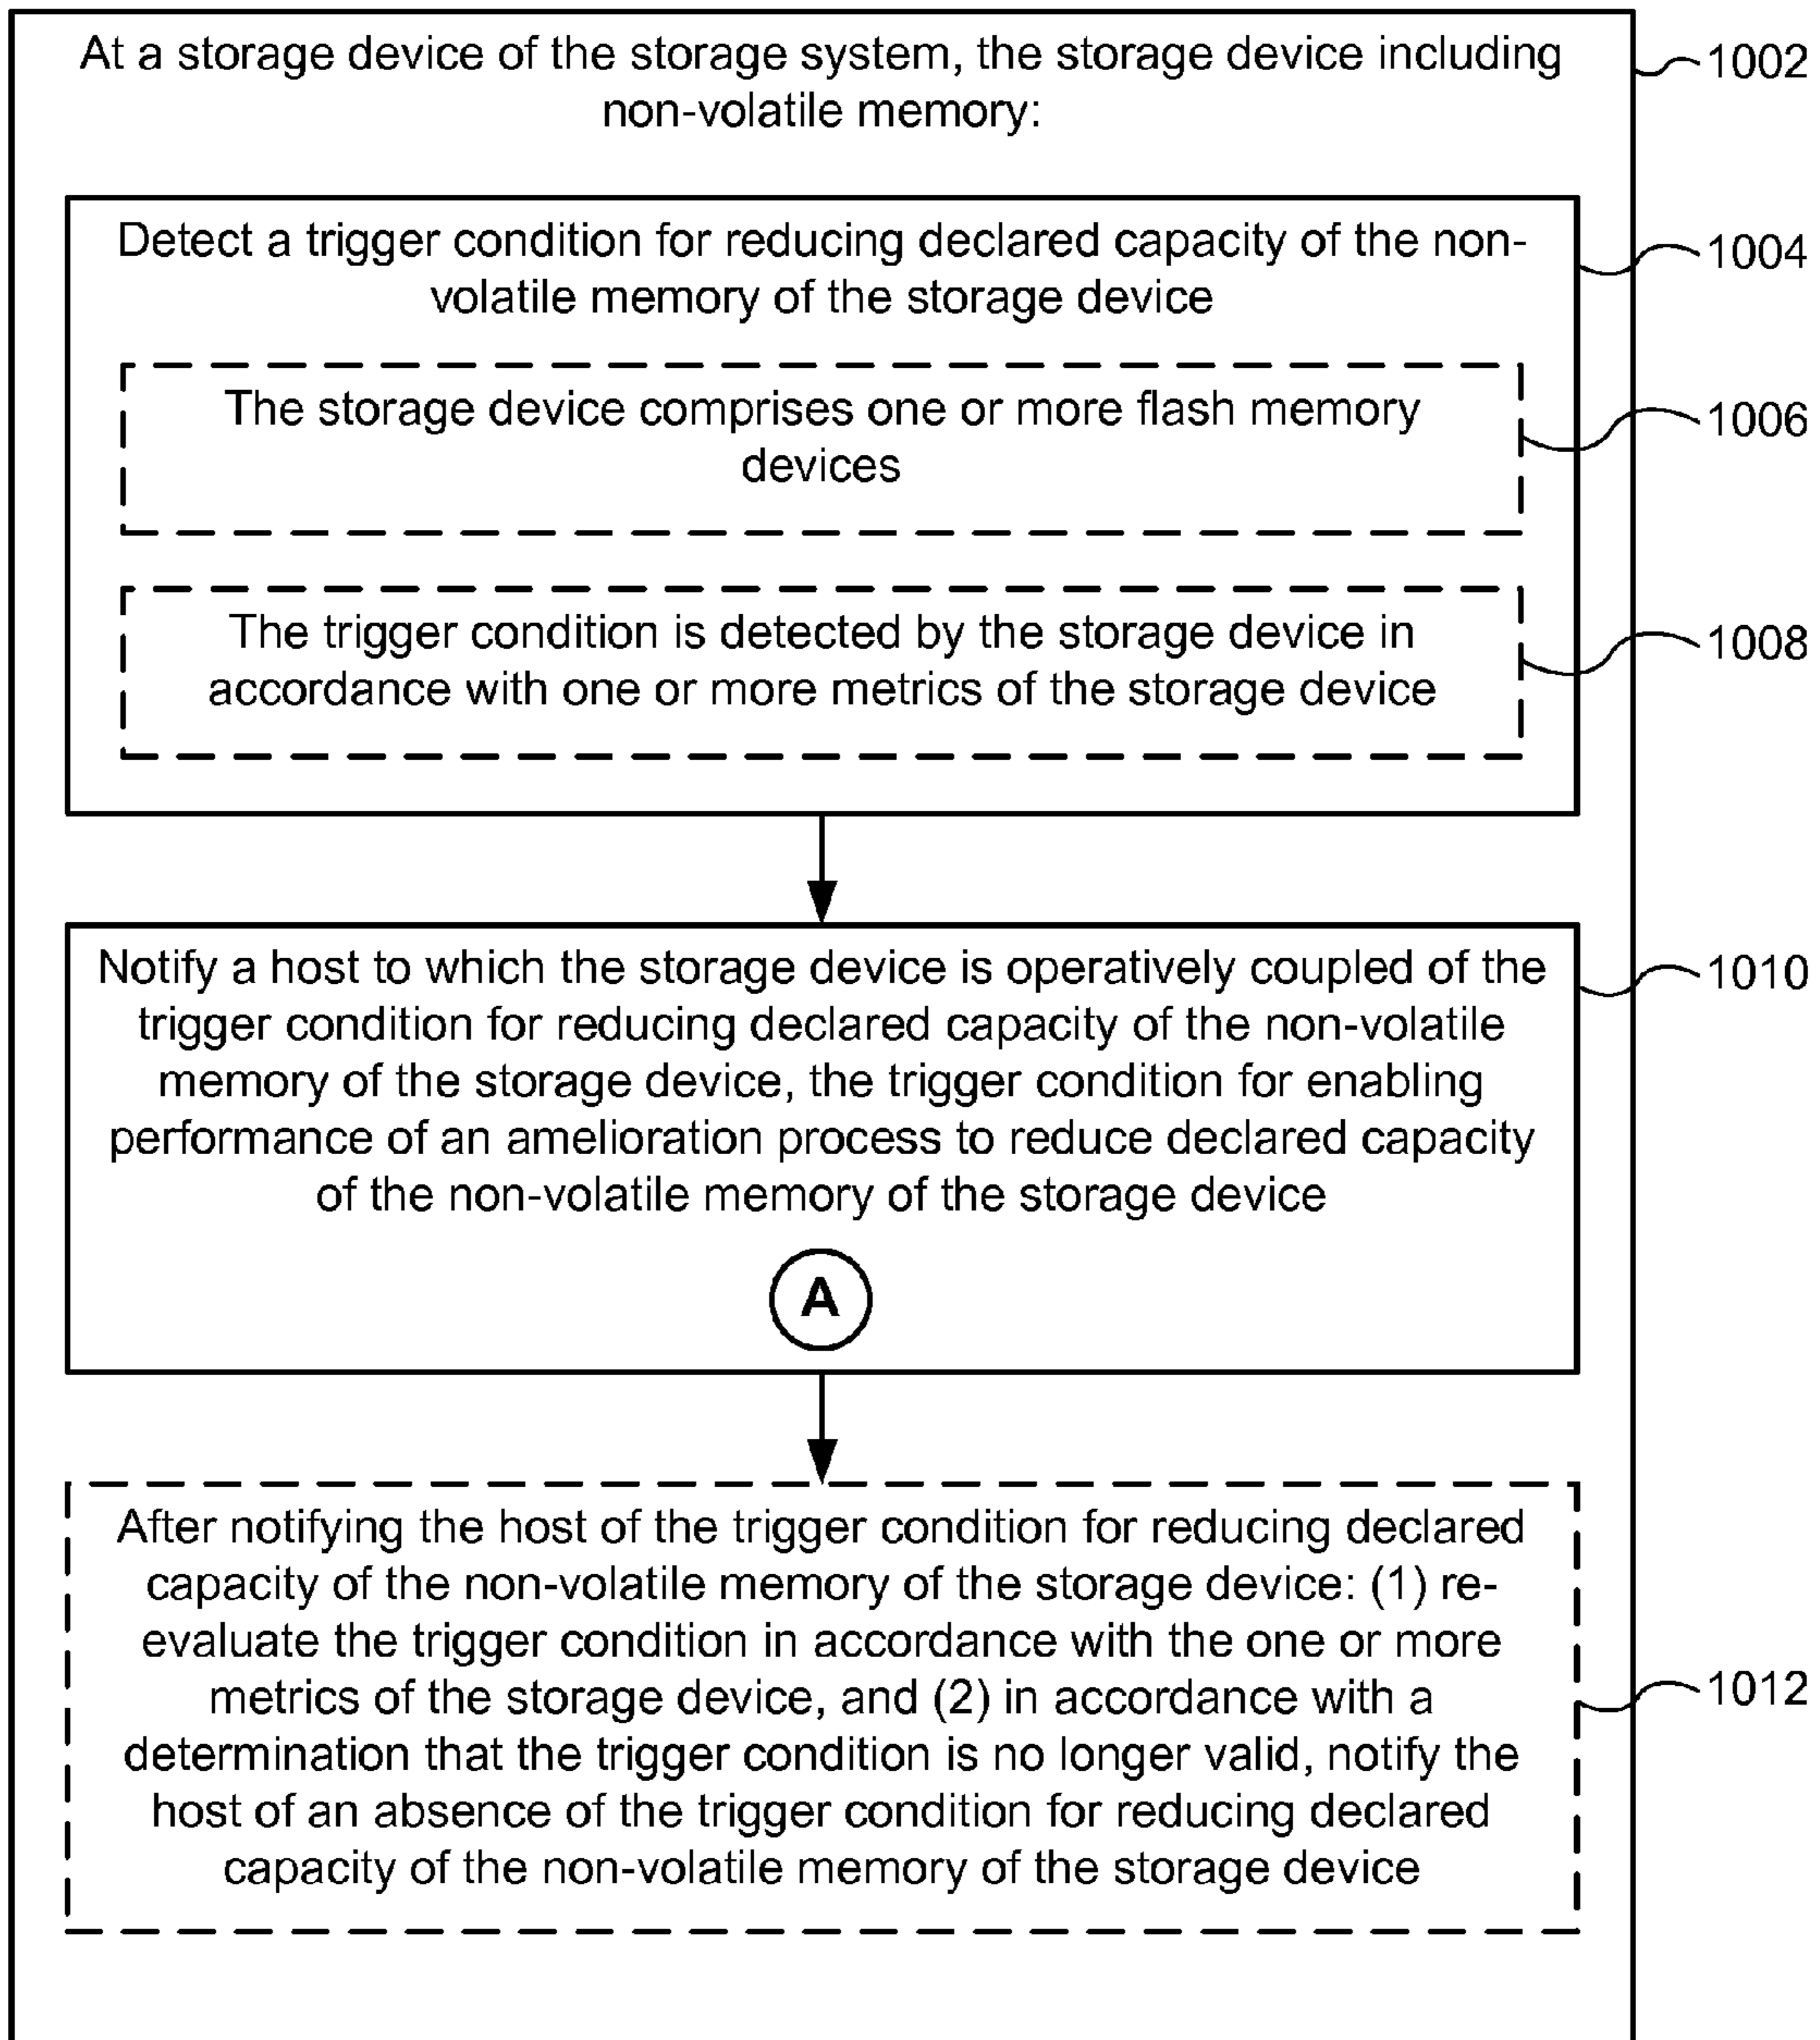 At a storage device of the storage system, the storage device including
non-volatile memory:
1002
Detect a trigger condition for reducing declared capacity of the non-
volatile memory of the storage device
1004
The storage device comprises one or more flash memory
devices
1006
The trigger condition is detected by the storage device in
accordance with one or more metrics of the storage device
1008
Notify a host to which the storage device is operatively coupled of the
trigger condition for reducing declared capacity of the non-volatile
memory of the storage device, the trigger condition for enabling
performance of an amelioration process to reduce declared capacity
of the non-volatile memory of the storage device
1010
A
After notifying the host of the trigger condition for reducing declared
capacity of the non-volatile memory of the storage device: (1) re-
evaluate the trigger condition in accordance with the one or more
metrics of the storage device, and (2) in accordance with a
determination that the trigger condition is no longer valid, notify the
host of an absence of the trigger condition for reducing declared
capacity of the non-volatile memory of the storage device
1012